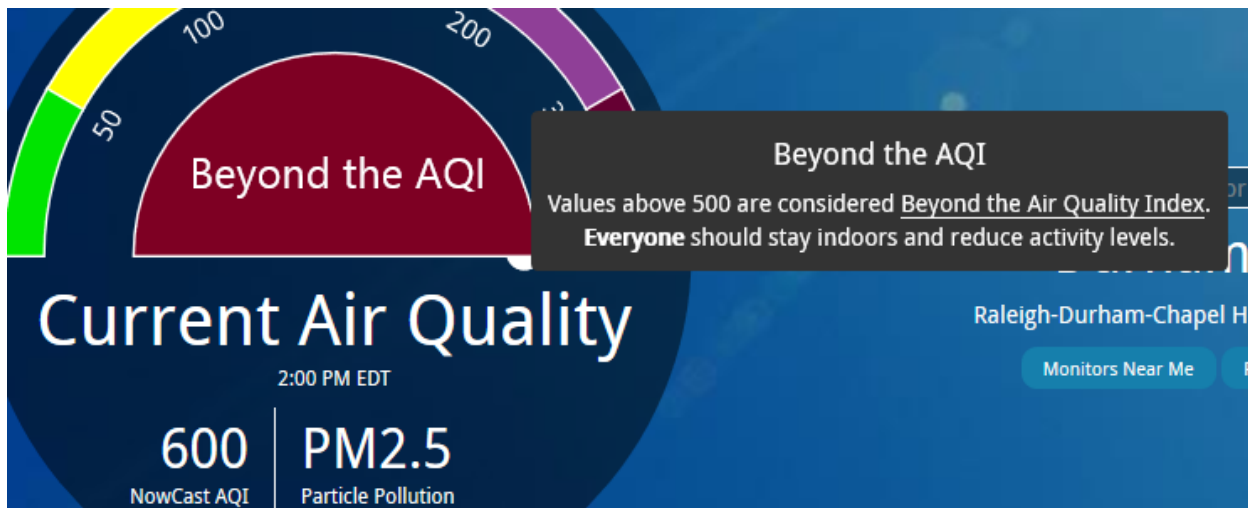 100
200
50
Beyond the AQI
Beyond the AQI
Values above 500 are considered Beyond the Air Quality Index.
Everyone should stay indoors and reduce activity levels.
Current Air Quality
Raleigh-Durham-Chapel H
2:00 PM EDT
Monitors Near Me
600
PM2.5
NowCast AQI
Particle Pollution